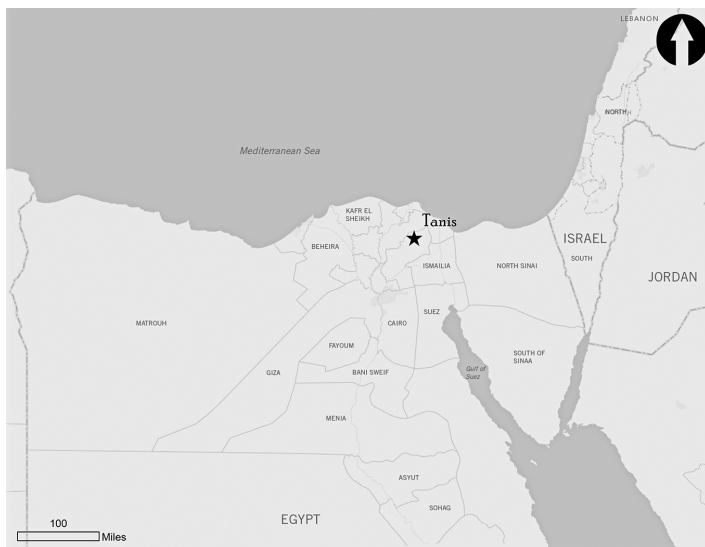 LEBANON
NORTH
Mediterranean Sea
KAFR EL
SHEIKH
Tanis
BEHEIRA
ISRAEL
SOUTH
ISMAILIA
NORTH SINAI
JORDAN
MATROUH
CAIRO
SUEZ
FAYOUM
SOUTH OF
SINAA
GIZA
BANI SWEIF
Gulf of
Suez
MENIA
ASYUT
SOHAG
EGYPT
100
Miles